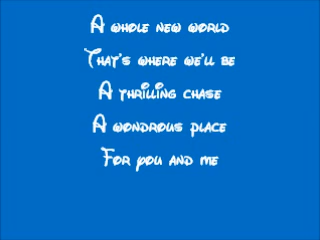 A whole new world
That's where we'll be
A thrilling chase
A wondrous place
For you and me